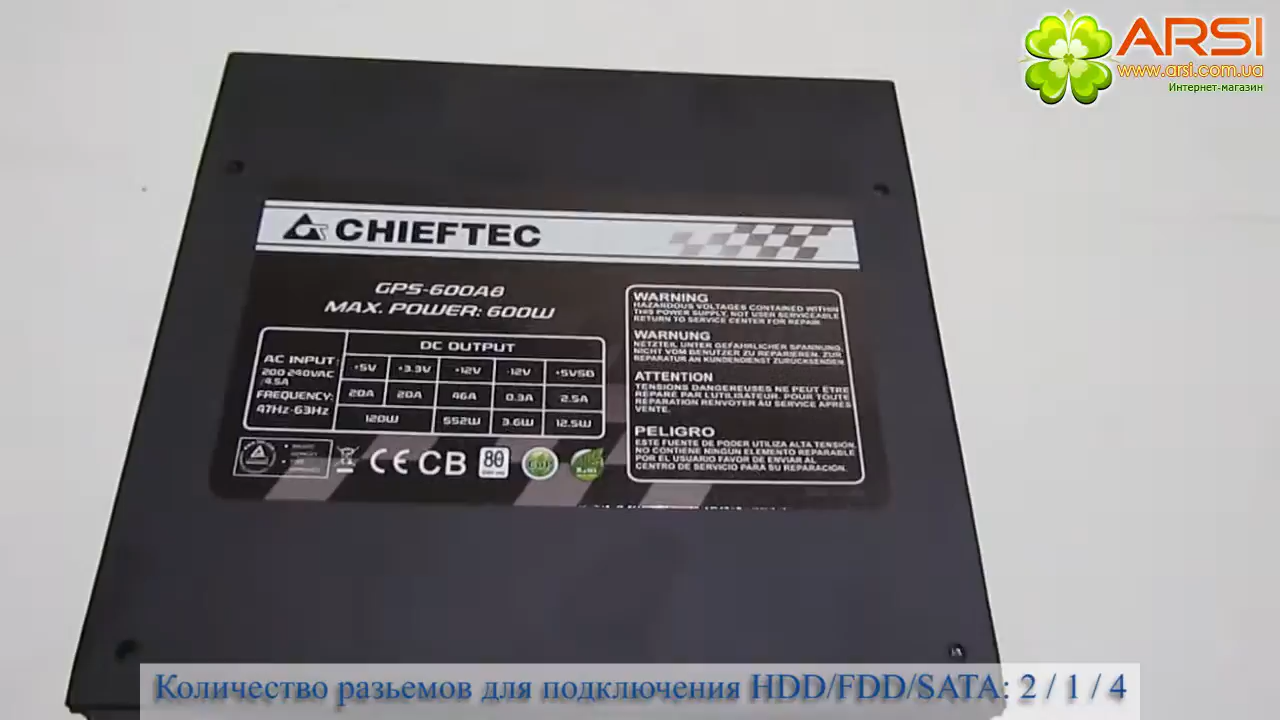 ARSI
www.arsi.com.ua
Интернет-магазин
CHIEFTEC
GPS-600A8
MAX. POWER: 600W
AC INPUT:
200-240VAC
4.5A
FREQUENCY:
47Hz-63Hz
DC OUTPUT
+5V +3.3V +12V -12V +5VSB
20A 20A 46A 0.3A 2.5A
120W 552W 3.6W 12.5W
CE CB 80
WARNING
HAZARDOUS VOLTAGES CONTAINED WITHIN
THIS POWER SUPPLY, NOT USER SERVICEABLE
RETURN TO SERVICE CENTER FOR REPAIR.
WARNUNG
NETZTEIL UNTER GEFAHRLICHER SPANNUNG,
NICHT VOM BENUTZER ZU REPARIEREN. ZUR
REPARATUR AN KUNDENDIENST ZURUCKSENDEN
ATTENTION
TENSIONS DANGEREUSES NE PEUT ÊTRE
REPARE PAR L'UTILISATEUR. POUR TOUTE
REPARATION RENVOYER AU SERVICE APRES
VENTE.
PELIGRO
ESTE FUENTE DE PODER UTILIZA ALTA TENSION.
NO CONTIENE NINGUN ELEMENTO REPARABLE
POR EL USUARIO FAVOR DE ENVIAR AL
CENTRO DE SERVICIO PARA SU REPARACION.
Количество разьемов для подключения HDD/FDD/SATA: 2 / 1 / 4